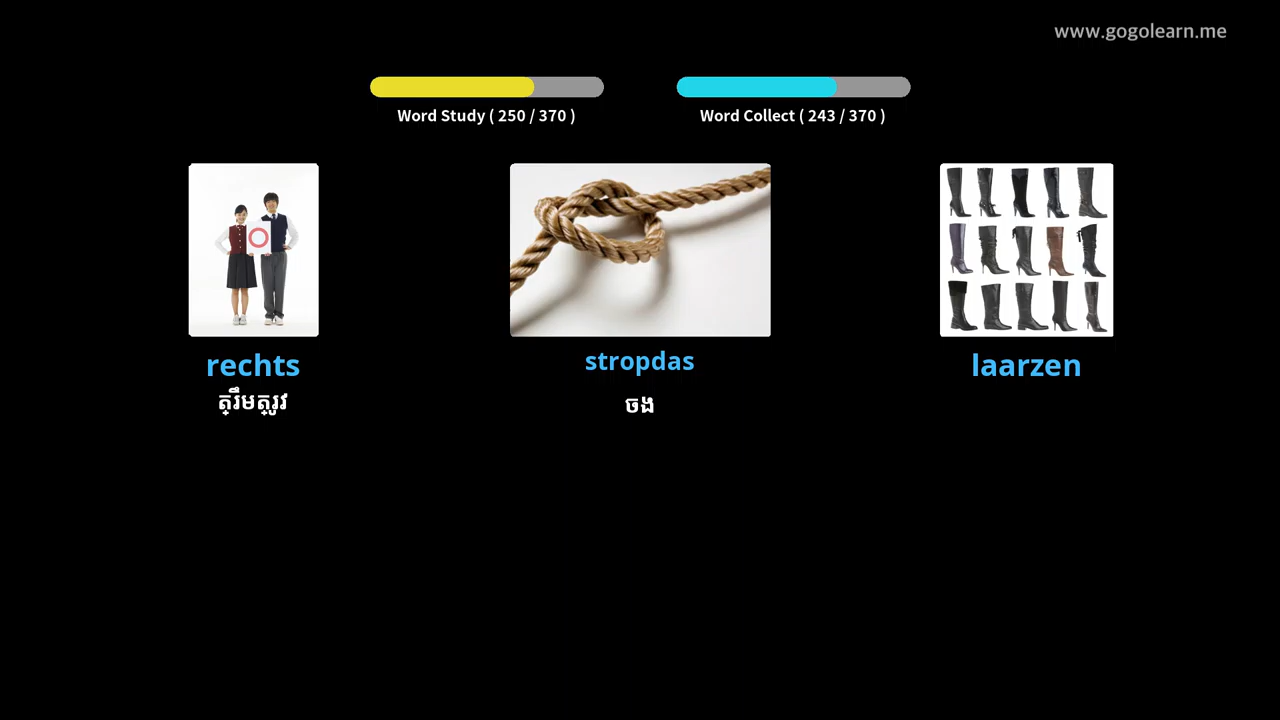 www.gogolearn.me
Word Study ( 250 / 370 )
Word Collect ( 243 / 370 )
rechts
ត្រឹមត្រូវ
stropdas
ចង
laarzen